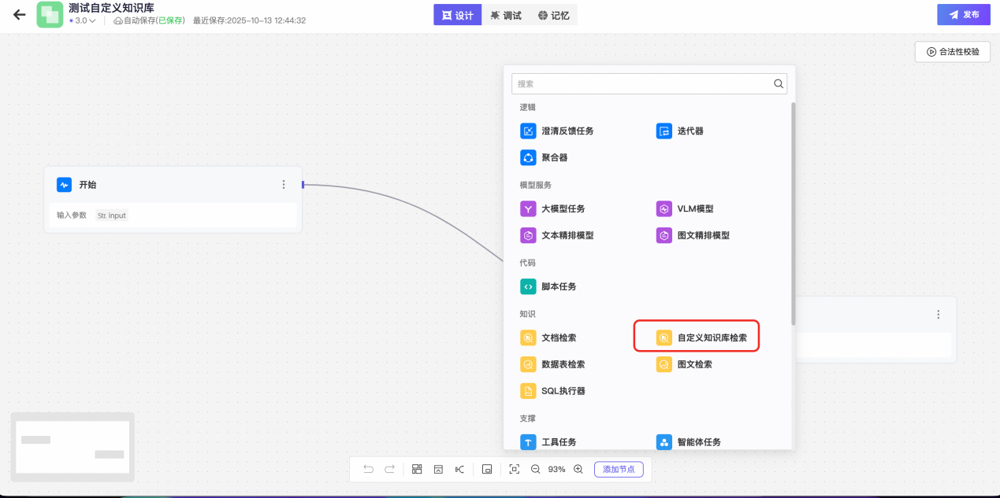 测试自定义知识库
3.0
自动保存(已保存) 最近保存:2025-10-13 12:44:32
设计 调试 记忆
发布
合法性校验
搜索
逻辑
澄清反馈任务 迭代器
聚合器
开始
输入参数 Str. input
模型服务
大模型任务 VLM模型
文本精排模型 图文精排模型
代码
脚本任务
知识
文档检索 自定义知识库检索
数据表检索 图文检索
SQL执行器
支撑
工具任务 智能体任务
93% 添加节点